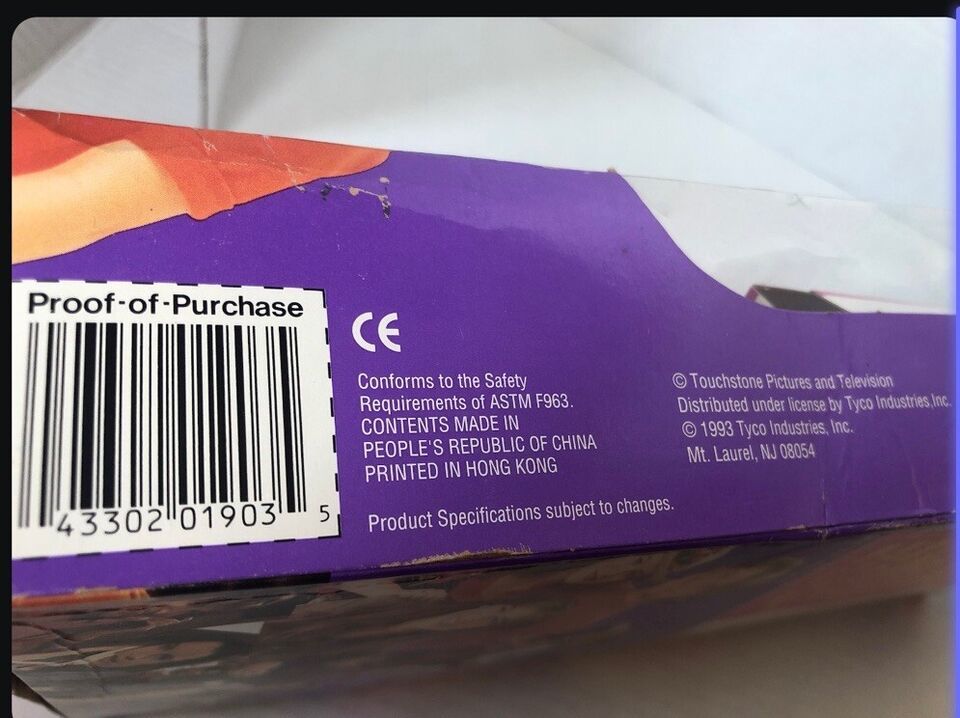 Proof-of-Purchase
43302 01903 5
CE
Conforms to the Safety
Requirements of ASTM F963.
CONTENTS MADE IN
PEOPLE'S REPUBLIC OF CHINA
PRINTED IN HONG KONG
Product Specifications subject to changes.
© Touchstone Pictures and Television
Distributed under license by Tyco Industries,Inc.
© 1993 Tyco Industries, Inc.
Mt. Laurel, NJ 08054